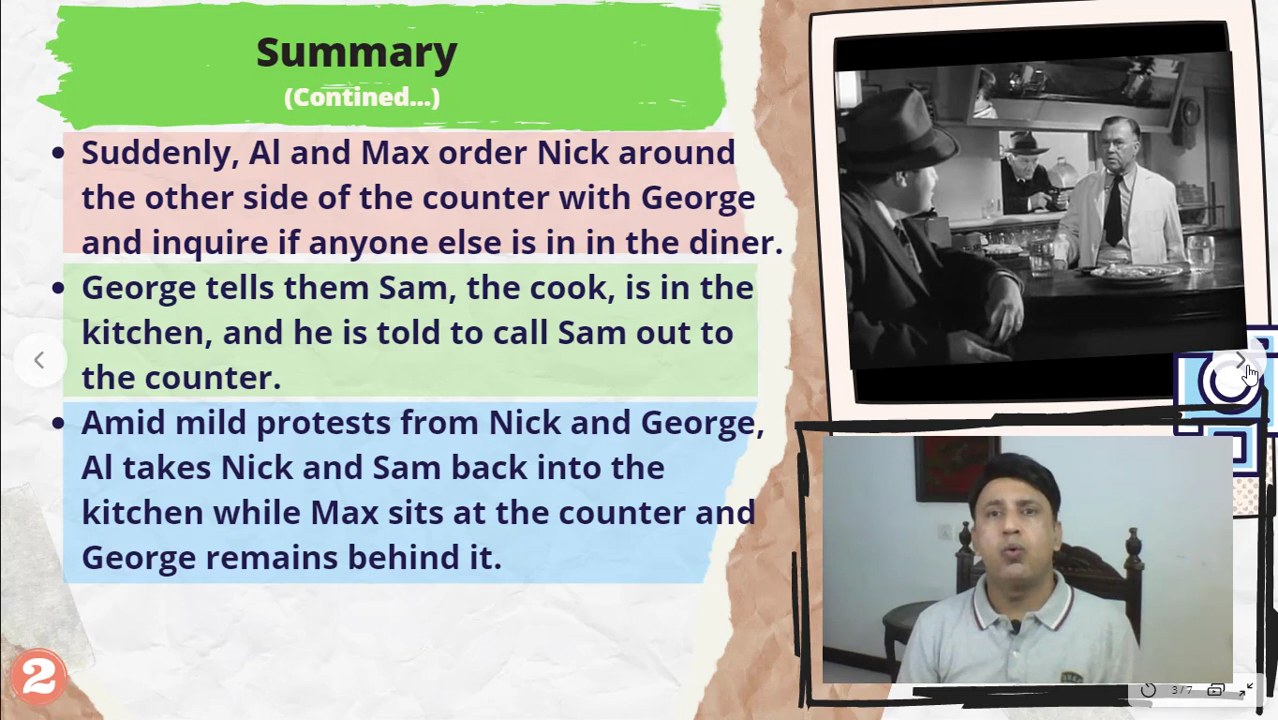 Summary
(Contined...)
• Suddenly, Al and Max order Nick around
the other side of the counter with George
and inquire if anyone else is in in the diner.
• George tells them Sam, the cook, is in the
kitchen, and he is told to call Sam out to
the counter.
• Amid mild protests from Nick and George,
Al takes Nick and Sam back into the
kitchen while Max sits at the counter and
George remains behind it.
2
3/7